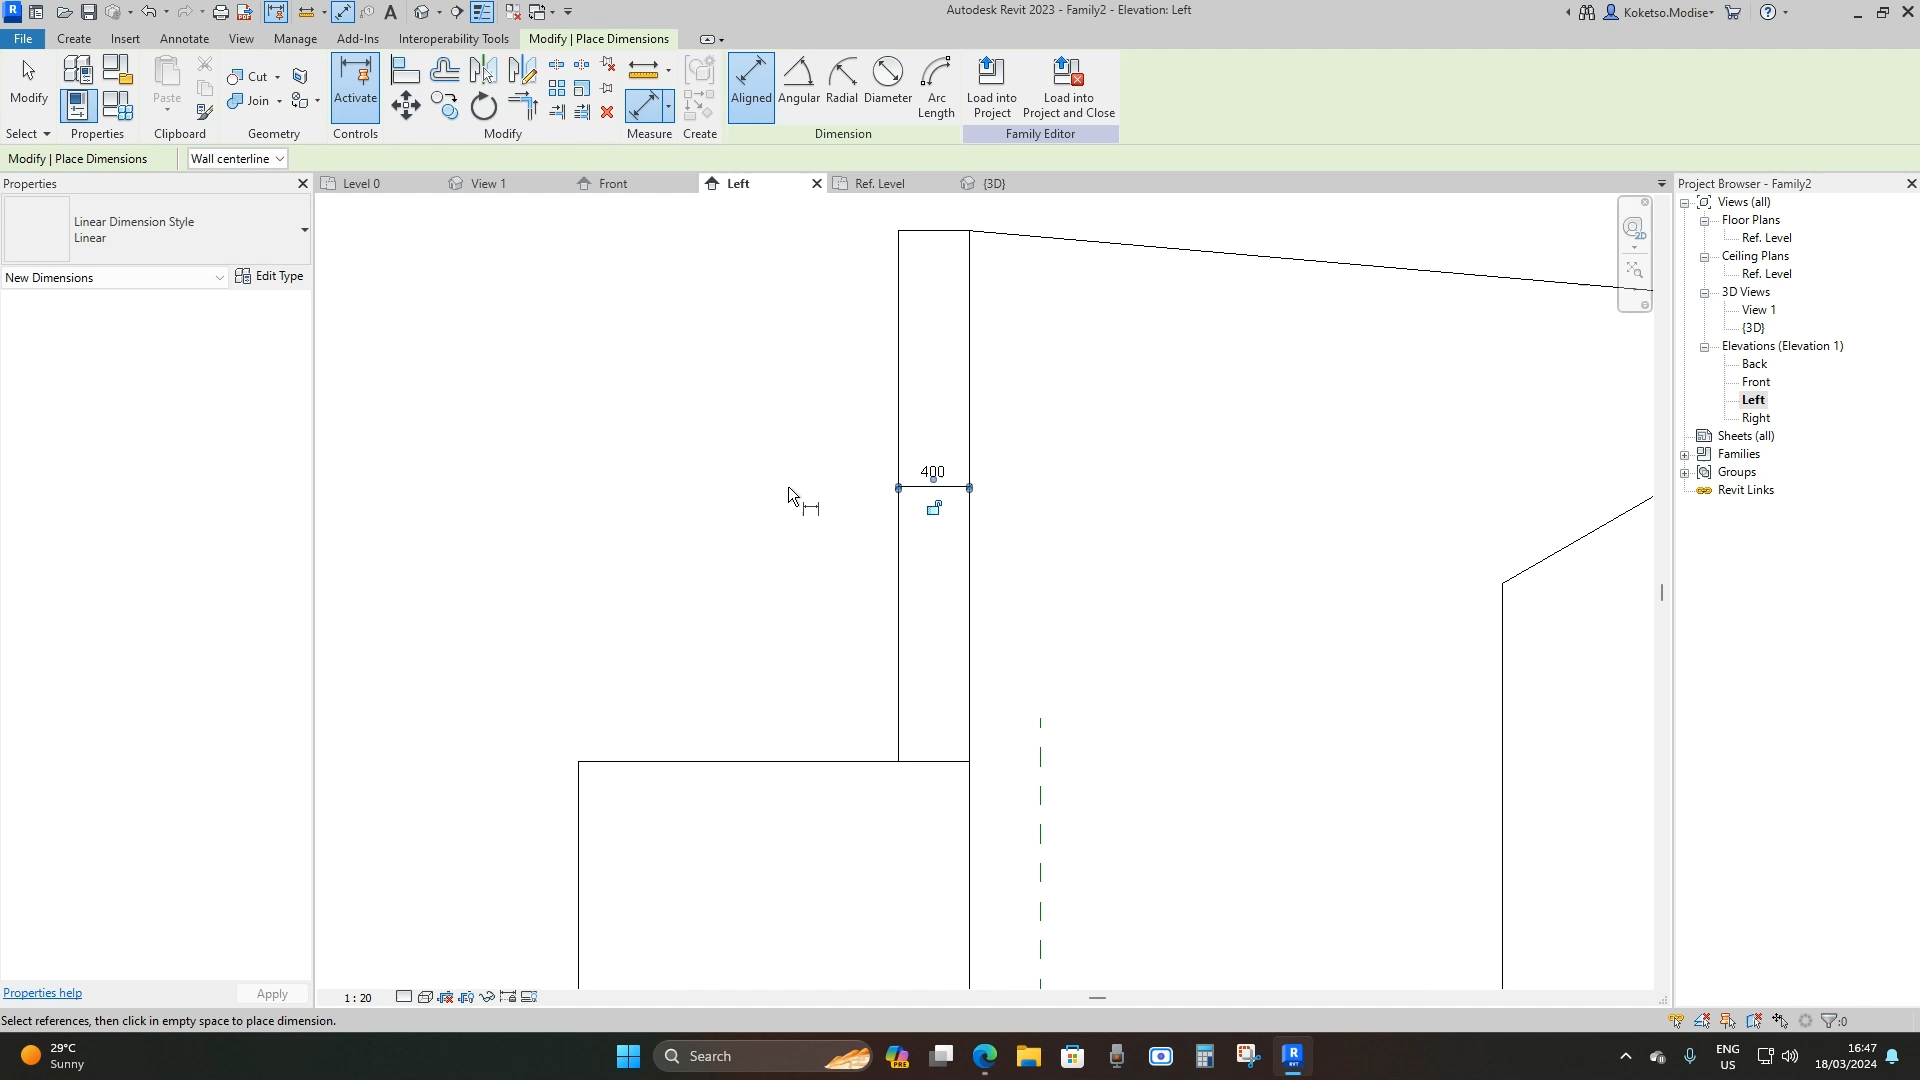 Autodesk Revit 2023 - Family2 - Elevation: Left
Koketso.Modise
File
Create
Insert
Annotate
View
Manage
Add-Ins
Interoperability Tools
Modify | Place Dimensions
Modify
Paste
Cut
Join
Activate
Aligned
Angular
Radial
Diameter
Arc
Length
Load into
Project
Load into
Project and Close
Select
Properties
Clipboard
Geometry
Controls
Modify
Measure
Create
Dimension
Family Editor
Modify | Place Dimensions
Wall centerline
Properties
Linear Dimension Style
Linear
New Dimensions
Edit Type
Level 0
View 1
Front
Left
Ref. Level
{3D}
2D
400
Project Browser - Family2
Views (all)
Floor Plans
Ref. Level
Ceiling Plans
Ref. Level
3D Views
View 1
{3D}
Elevations (Elevation 1)
Back
Front
Left
Right
Sheets (all)
Families
Groups
Revit Links
Properties help
Apply
1 : 20
Select references, then click in empty space to place dimension.
:0
29°C
Sunny
Search
PRE
R
RVT
ENG
US
16:47
18/03/2024